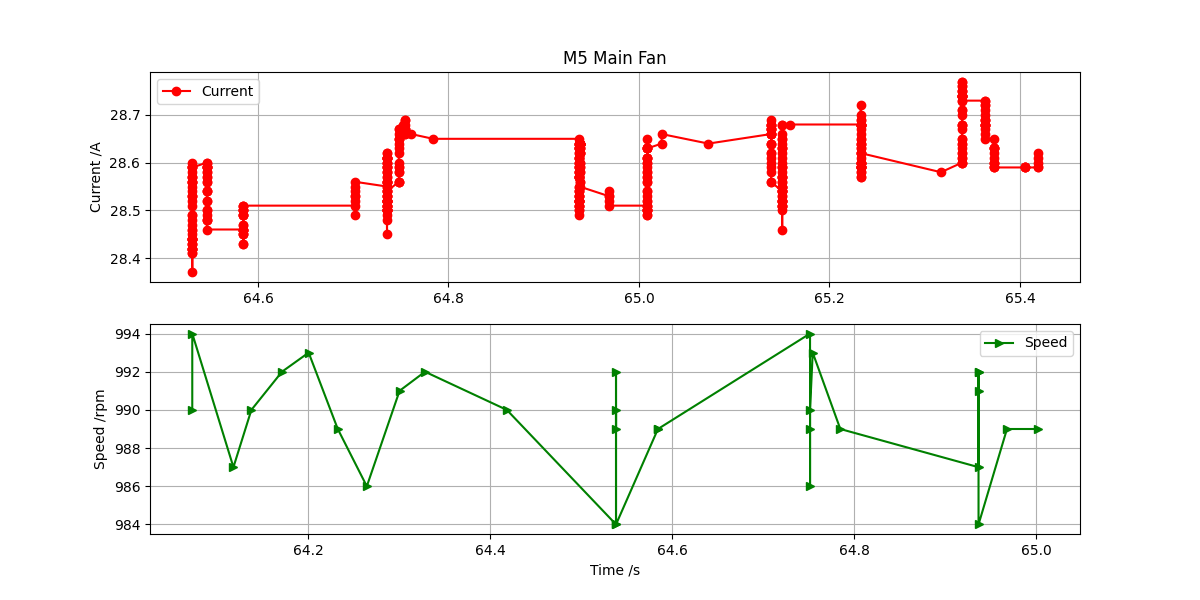 M5 Main Fan
Current
Current /A
28.7
28.6
28.5
28.4
64.6 64.8 65.0 65.2 65.4
Speed
Speed /rpm
994
992
990
988
986
984
64.2 64.4 64.6 64.8 65.0
Time /s